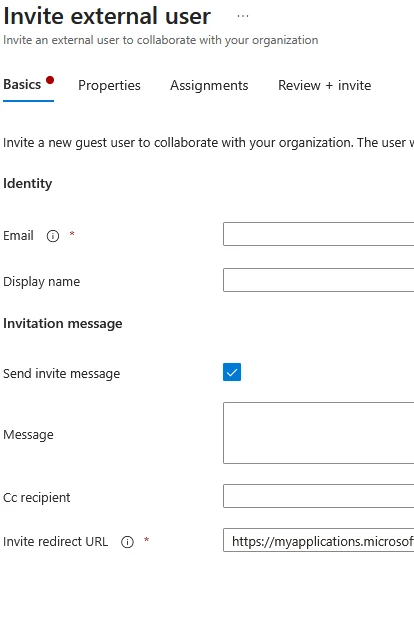 Invite external user ...
Invite an external user to collaborate with your organization
Basics Properties Assignments Review + invite
Invite a new guest user to collaborate with your organization. The user
Identity
Email *
Display name
Invitation message
Send invite message
Message
Cc recipient
Invite redirect URL *
https://myapplications.microsof